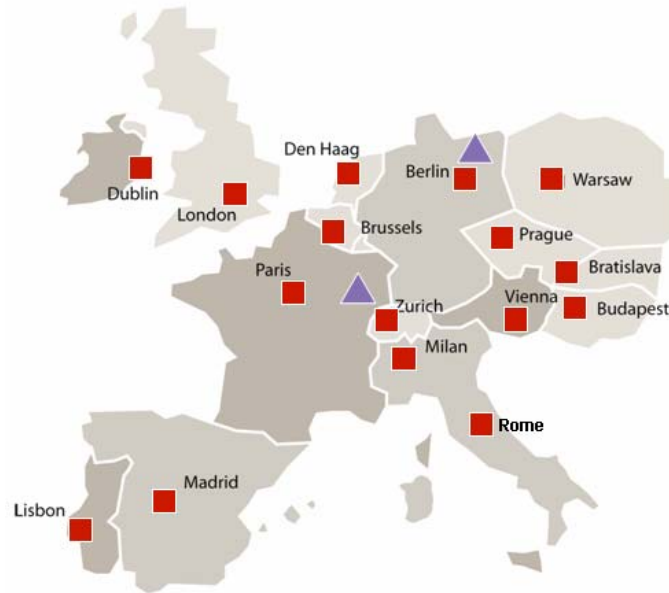 Den Haag
Dublin
London
Berlin
Warsaw
Brussels
Prague
Paris
Bratislava
Zurich
Vienna
Budapest
Milan
Rome
Madrid
Lisbon